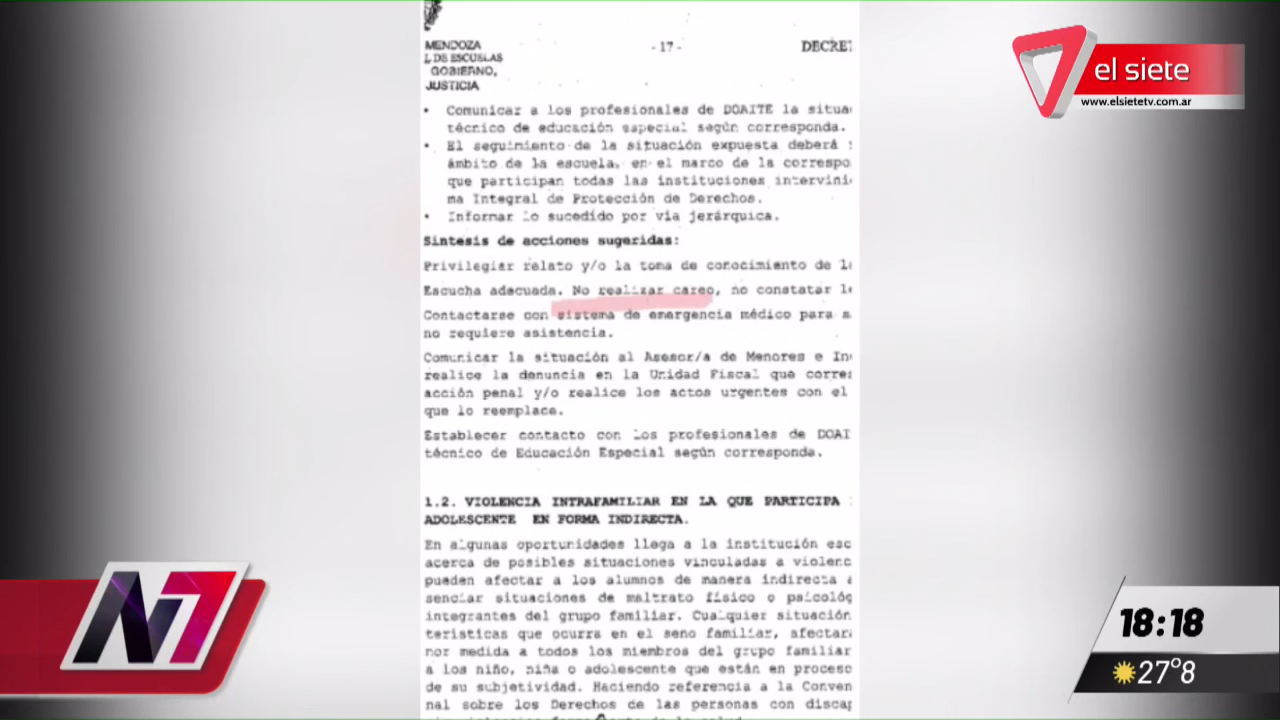 MENDOZA
- 17 -
DECRET
L DE ESCUELAS
GOBIERNO,
JUSTICIA
• Comunicar a los profesionales de DOAITE la situa
técnico de educación especial según corresponda.
• El seguimiento de la situación expuesta deberá
ámbito de la escuela, en el marco de la correspo
que participan todas las instituciones intervini
ma Integral de Protección de Derechos.
• Informar lo sucedido por vía jerárquica.
Síntesis de acciones sugeridas:
Privilegiar relato y/o la toma de conocimiento de l
Escucha adecuada. No realizar careo, no constatar l
Contactarse con sistema de emergencia médico para
no requiere asistencia.
Comunicar la situación al Asesor/a de Menores e In
realice la denuncia en la Unidad Fiscal que corres
acción penal y/o realice los actos urgentes con el
que lo reemplace.
Establecer contacto con los profesionales de DOAI
técnico de Educación Especial según corresponda.
1.2. VIOLENCIA INTRAFAMILIAR EN LA QUE PARTICIPA
ADOLESCENTE EN FORMA INDIRECTA.
En algunas oportunidades llega a la institución esc
acerca de posibles situaciones vinculadas a violenc
pueden afectar a los alumnos de manera indirecta a
senciar situaciones de maltrato físico o psicológ
integrantes del grupo familiar. Cualquier situación
terísticas que ocurra en el seno familiar, afectará
nor medida a todos los miembros del grupo familiar
a los niño, niña o adolescente que están en proceso
de su subjetividad. Haciendo referencia a la Conven
nal sobre los Derechos de las personas con discap
el siete
www.elsietetv.com.ar
N7
18:18
27°8